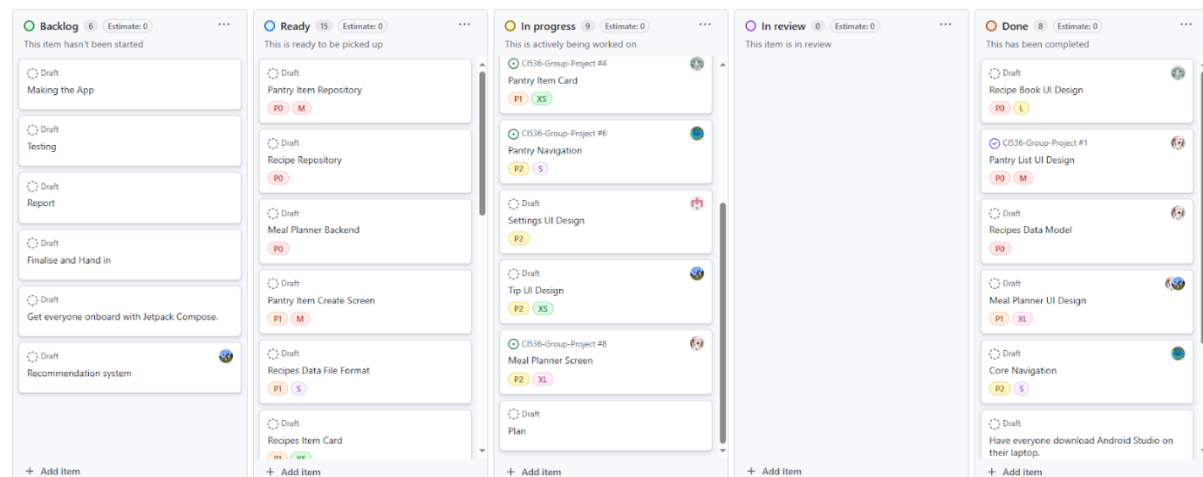 Backlog 6 Estimate: 0 ...
This item hasn't been started
Draft
Making the App
Draft
Testing
Draft
Report
Draft
Finalise and Hand in
Draft
Get everyone onboard with Jetpack Compose.
Draft
Recommendation system
+ Add item
Ready 15 Estimate: 0 ...
This is ready to be picked up
Draft
Pantry Item Repository
P0 M
Draft
Recipe Repository
P0
Draft
Meal Planner Backend
P0
Draft
Pantry Item Create Screen
P1 M
Draft
Recipes Data File Format
P1 S
Draft
Recipes Item Card
P1 XS
+ Add item
In progress 9 Estimate: 0 ...
This is actively being worked on
CI536-Group-Project #4
Pantry Item Card
P1 XS
CI536-Group-Project #6
Pantry Navigation
P2 S
Draft
Settings UI Design
P2
Draft
Tip UI Design
P2 XS
CI536-Group-Project #8
Meal Planner Screen
P2 XL
Draft
Plan
+ Add item
In review 0 Estimate: 0 ...
This item is in review
+ Add item
Done 8 Estimate: 0 ...
This has been completed
Draft
Recipe Book UI Design
P0 L
CI536-Group-Project #1
Pantry List UI Design
P0 M
Draft
Recipes Data Model
P0
Draft
Meal Planner UI Design
P1 XL
Draft
Core Navigation
P2 S
Draft
Have everyone download Android Studio on
their laptop.
+ Add item